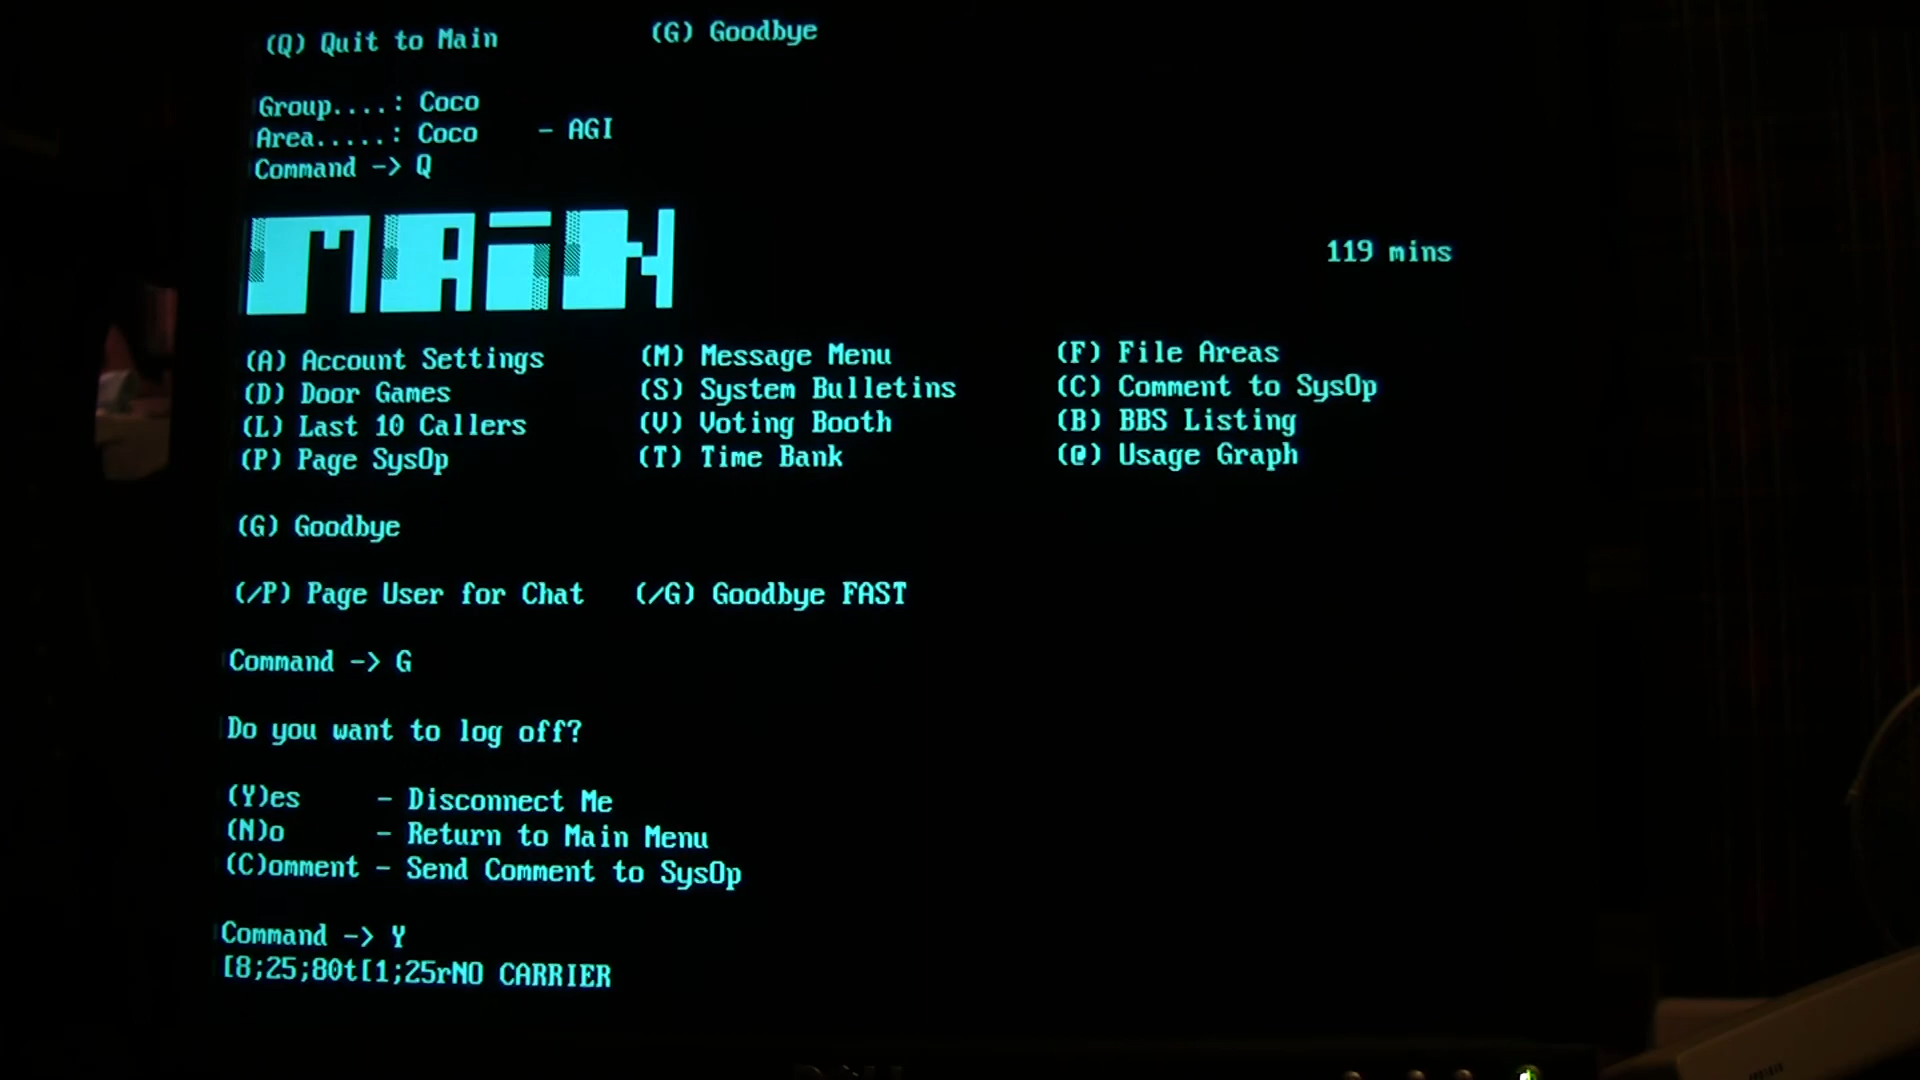 (Q) Quit to Main (G) Goodbye
Group....: Coco
Area.....: Coco - AGI
Command -> Q
MAiN
119 mins
(A) Account Settings (M) Message Menu (F) File Areas
(D) Door Games (S) System Bulletins (C) Comment to SysOp
(L) Last 10 Callers (V) Voting Booth (B) BBS Listing
(P) Page SysOp (T) Time Bank (@) Usage Graph
(G) Goodbye
(/P) Page User for Chat (/G) Goodbye FAST
Command -> G
Do you want to log off?
(Y)es - Disconnect Me
(N)o - Return to Main Menu
(C)omment - Send Comment to SysOp
Command -> Y
[8;25;80t[1;25rNO CARRIER